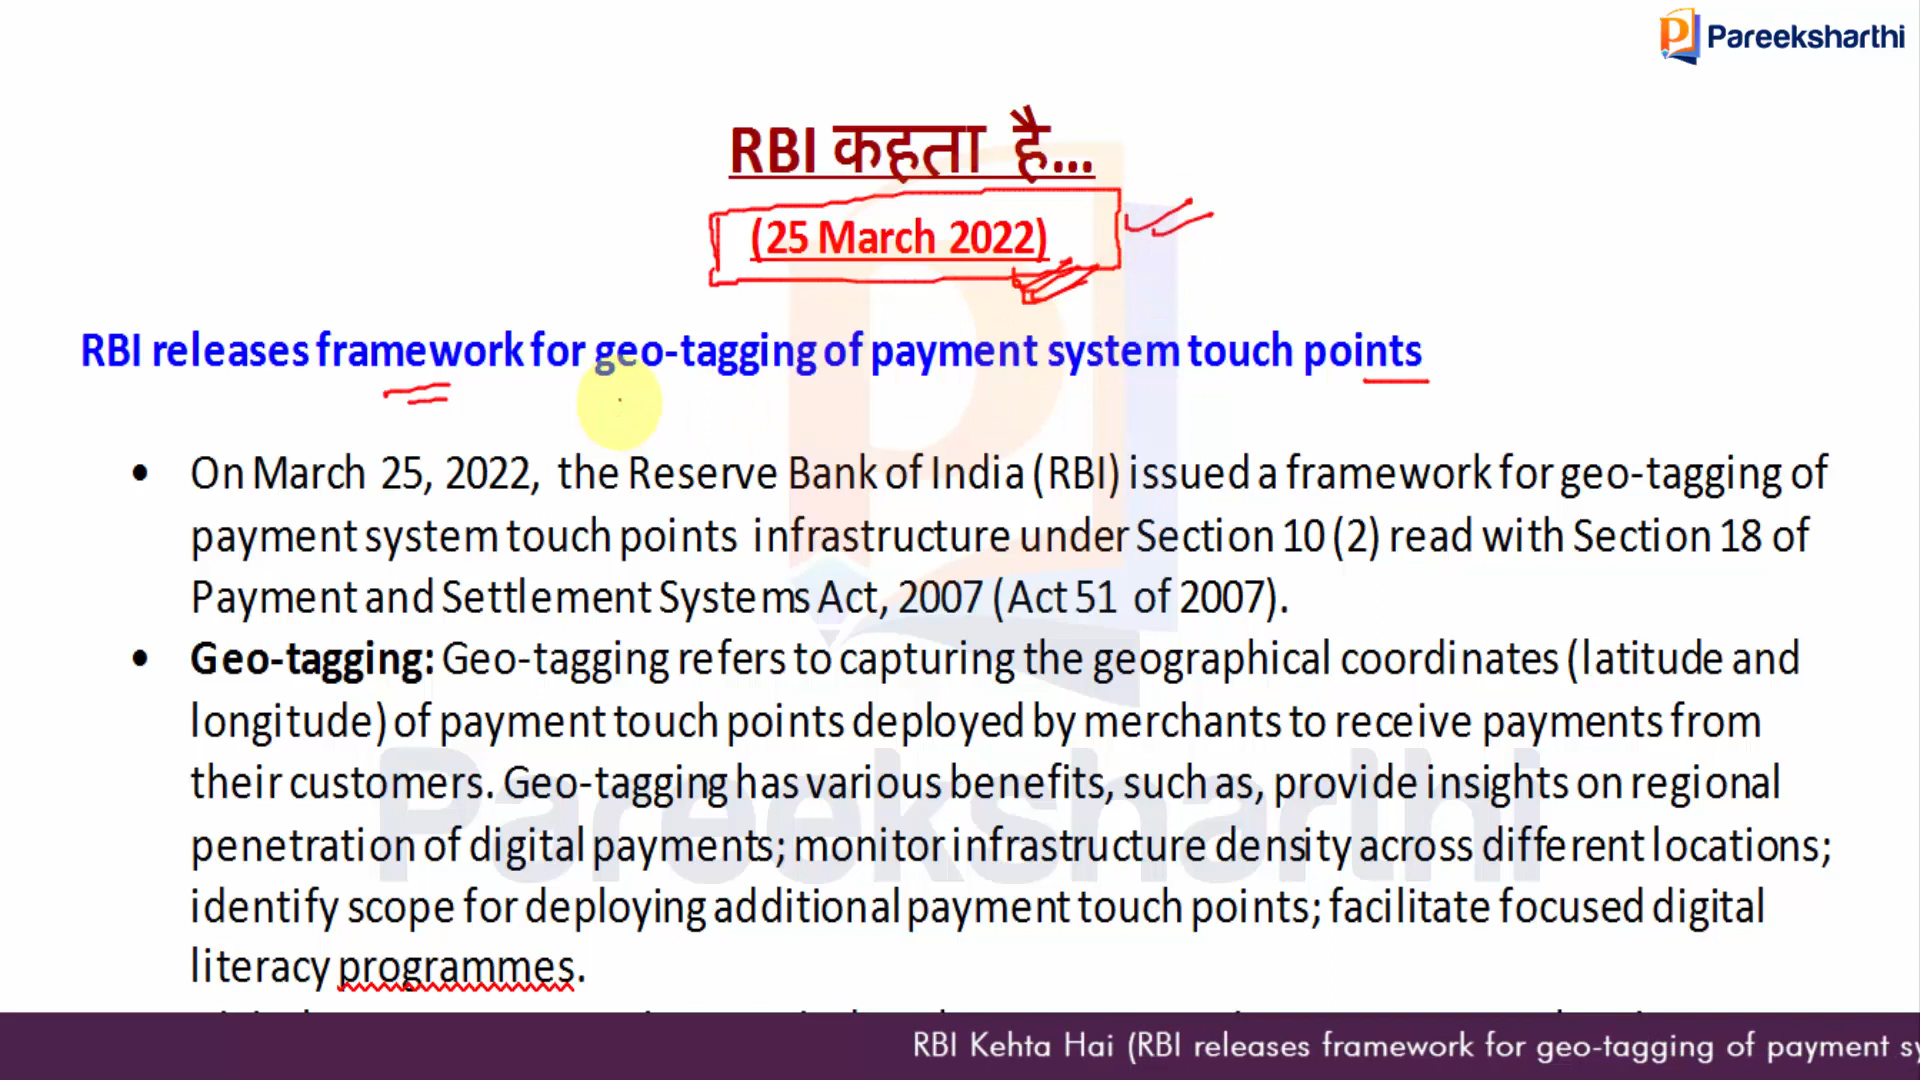 Pareeksharthi
RBI कहता है...
(25 March 2022)
RBI releases framework for geo-tagging of payment system touch points
• On March 25, 2022, the Reserve Bank of India (RBI) issued a framework for geo-tagging of
payment system touch points infrastructure under Section 10 (2) read with Section 18 of
Payment and Settlement Systems Act, 2007 (Act 51 of 2007).
• Geo-tagging: Geo-tagging refers to capturing the geographical coordinates (latitude and
longitude) of payment touch points deployed by merchants to receive payments from
their customers. Geo-tagging has various benefits, such as, provide insights on regional
penetration of digital payments; monitor infrastructure density across different locations;
identify scope for deploying additional payment touch points; facilitate focused digital
literacy programmes.
Pareeksharthi
RBI Kehta Hai (RBI releases framework for geo-tagging of payment